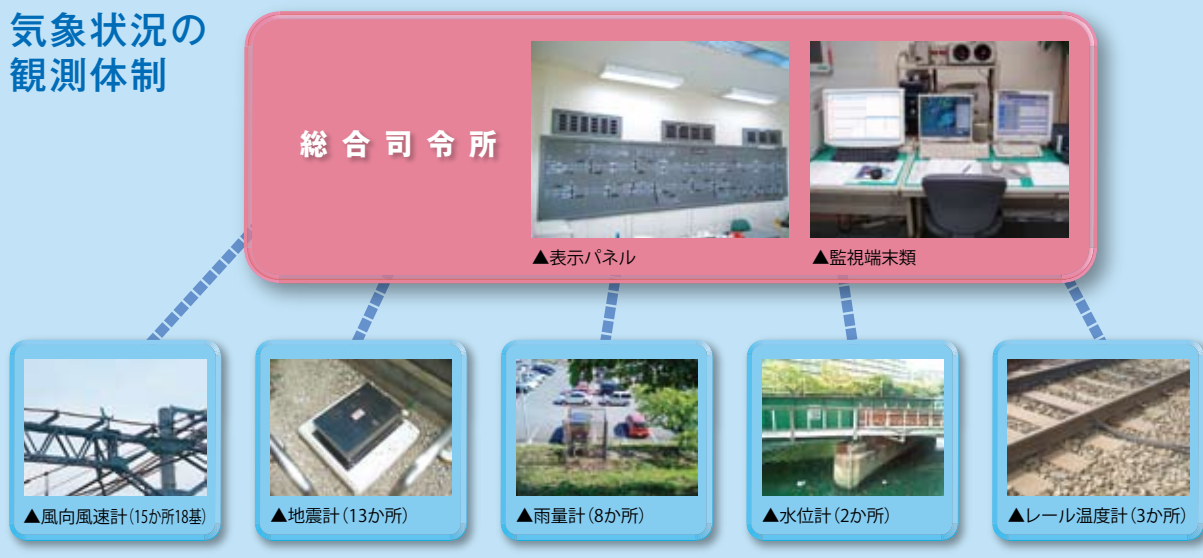 気象状況の
観測体制
総合司令所
▲表示パネル
▲監視端末類
▲風向風速計（15か所18基）
▲地震計（13か所）
▲雨量計（8か所）
▲水位計（2か所）
▲レール温度計（3か所）